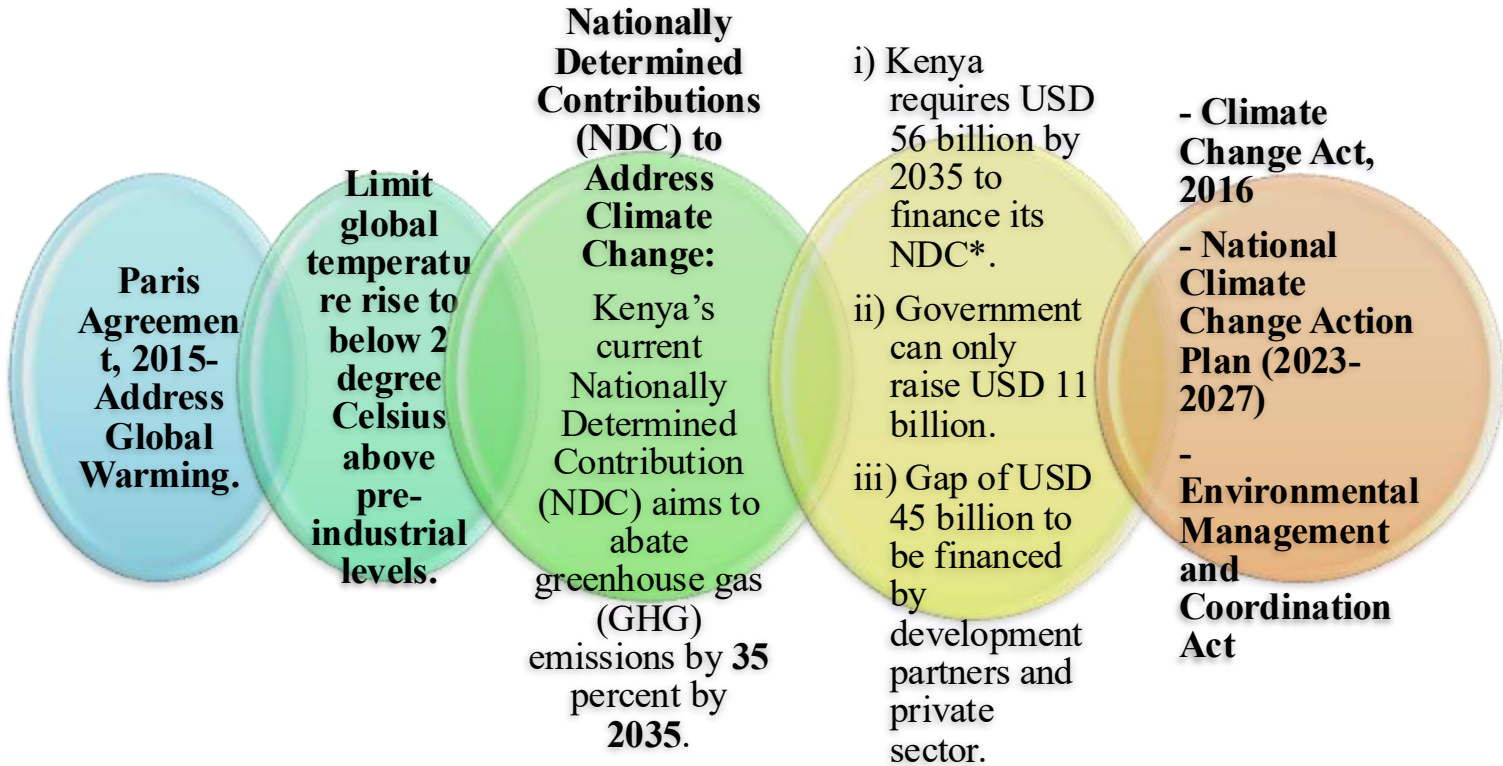 Paris
Agreemen
t, 2015-
Address
Global
Warming.
Limit
global
temperatu
re rise to
below 2
degree
Celsius
above
pre-
industrial
levels.
Nationally
Determined
Contributions
(NDC) to
Address
Climate
Change:
Kenya’s
current
Nationally
Determined
Contribution
(NDC) aims to
abate
greenhouse gas
(GHG)
emissions by 35
percent by
2035.
i) Kenya
requires USD
56 billion by
2035 to
finance its
NDC*.
ii) Government
can only
raise USD 11
billion.
iii) Gap of USD
45 billion to
be financed
by
development
partners and
private
sector.
- Climate
Change Act,
2016
- National
Climate
Change Action
Plan (2023-
2027)
-
Environmental
Management
and
Coordination
Act